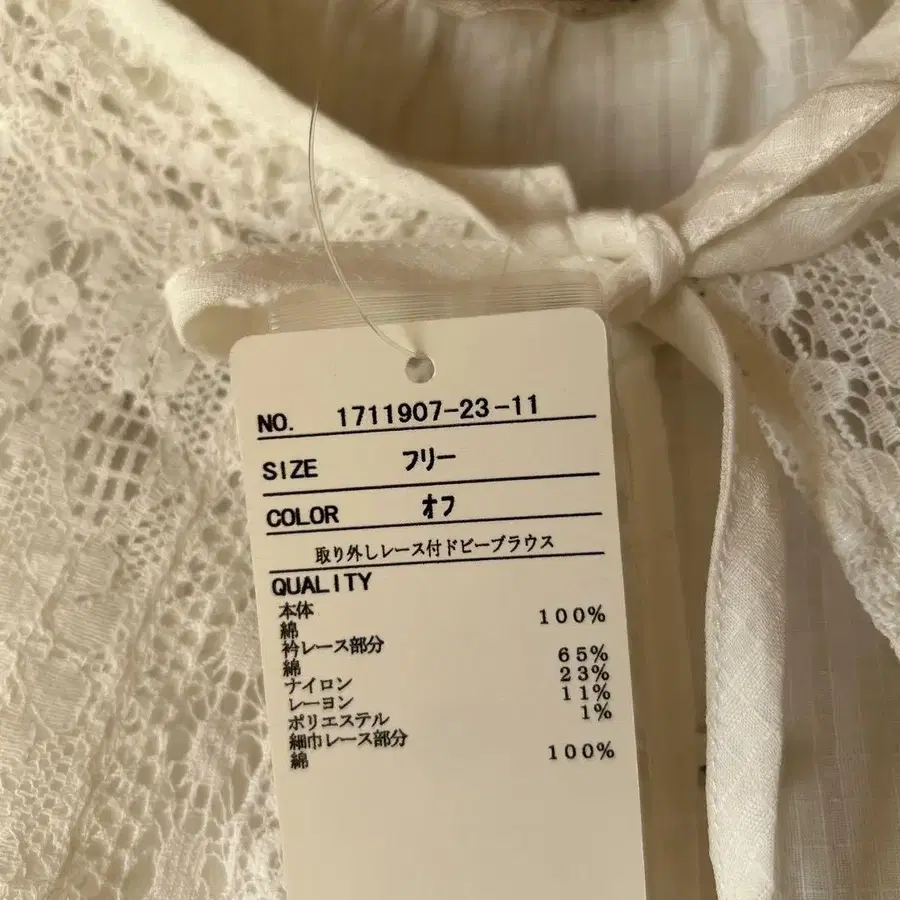 NO. 1711907-23-11
SIZE フリー
COLOR オフ
取り外しレース付ドビーブラウス
QUALITY
本体
綿 100%
衿レース部分
綿 65%
ナイロン 23%
レーヨン 11%
ポリエステル 1%
細巾レース部分
綿 100%